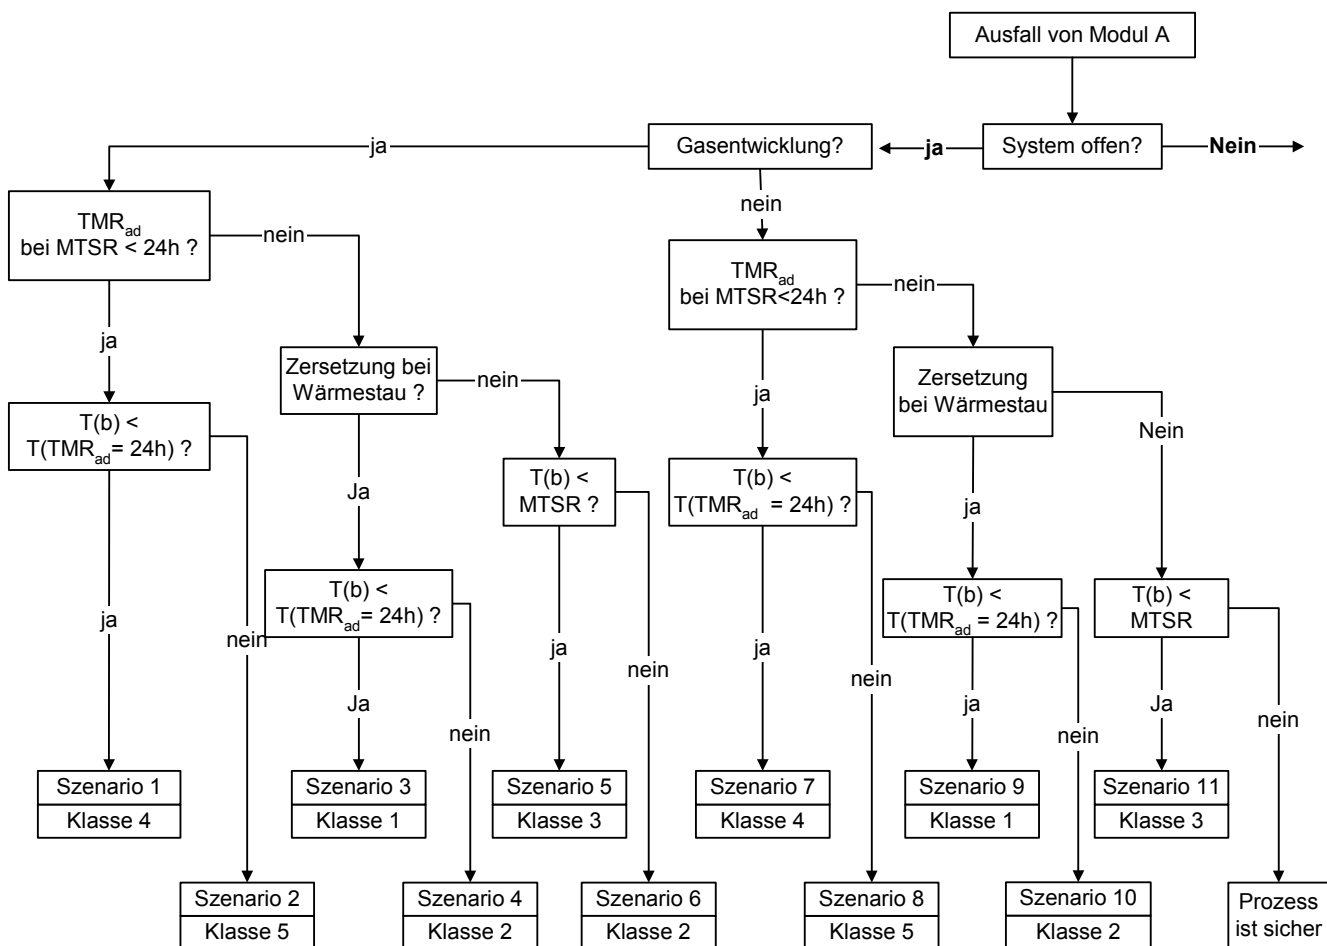 Ausfall von Modul A
System offen?
Nein
ja
Gasentwicklung?
ja
nein
TMRad
bei MTSR < 24h ?
nein
ja
TMRad
bei MTSR<24h ?
nein
ja
Zersetzung bei
Wärmestau ?
nein
Ja
Zersetzung
bei Wärmestau
Nein
ja
T(b) <
T(TMRad= 24h) ?
nein
ja
T(b) <
MTSR ?
nein
ja
T(b) <
T(TMRad = 24h) ?
nein
ja
T(b) <
T(TMRad= 24h) ?
nein
Ja
T(b) <
T(TMRad = 24h) ?
nein
ja
T(b) <
MTSR
nein
Ja
Szenario 1
Klasse 4
Szenario 3
Klasse 1
Szenario 5
Klasse 3
Szenario 7
Klasse 4
Szenario 9
Klasse 1
Szenario 11
Klasse 3
Szenario 2
Klasse 5
Szenario 4
Klasse 2
Szenario 6
Klasse 2
Szenario 8
Klasse 5
Szenario 10
Klasse 2
Prozess
ist sicher